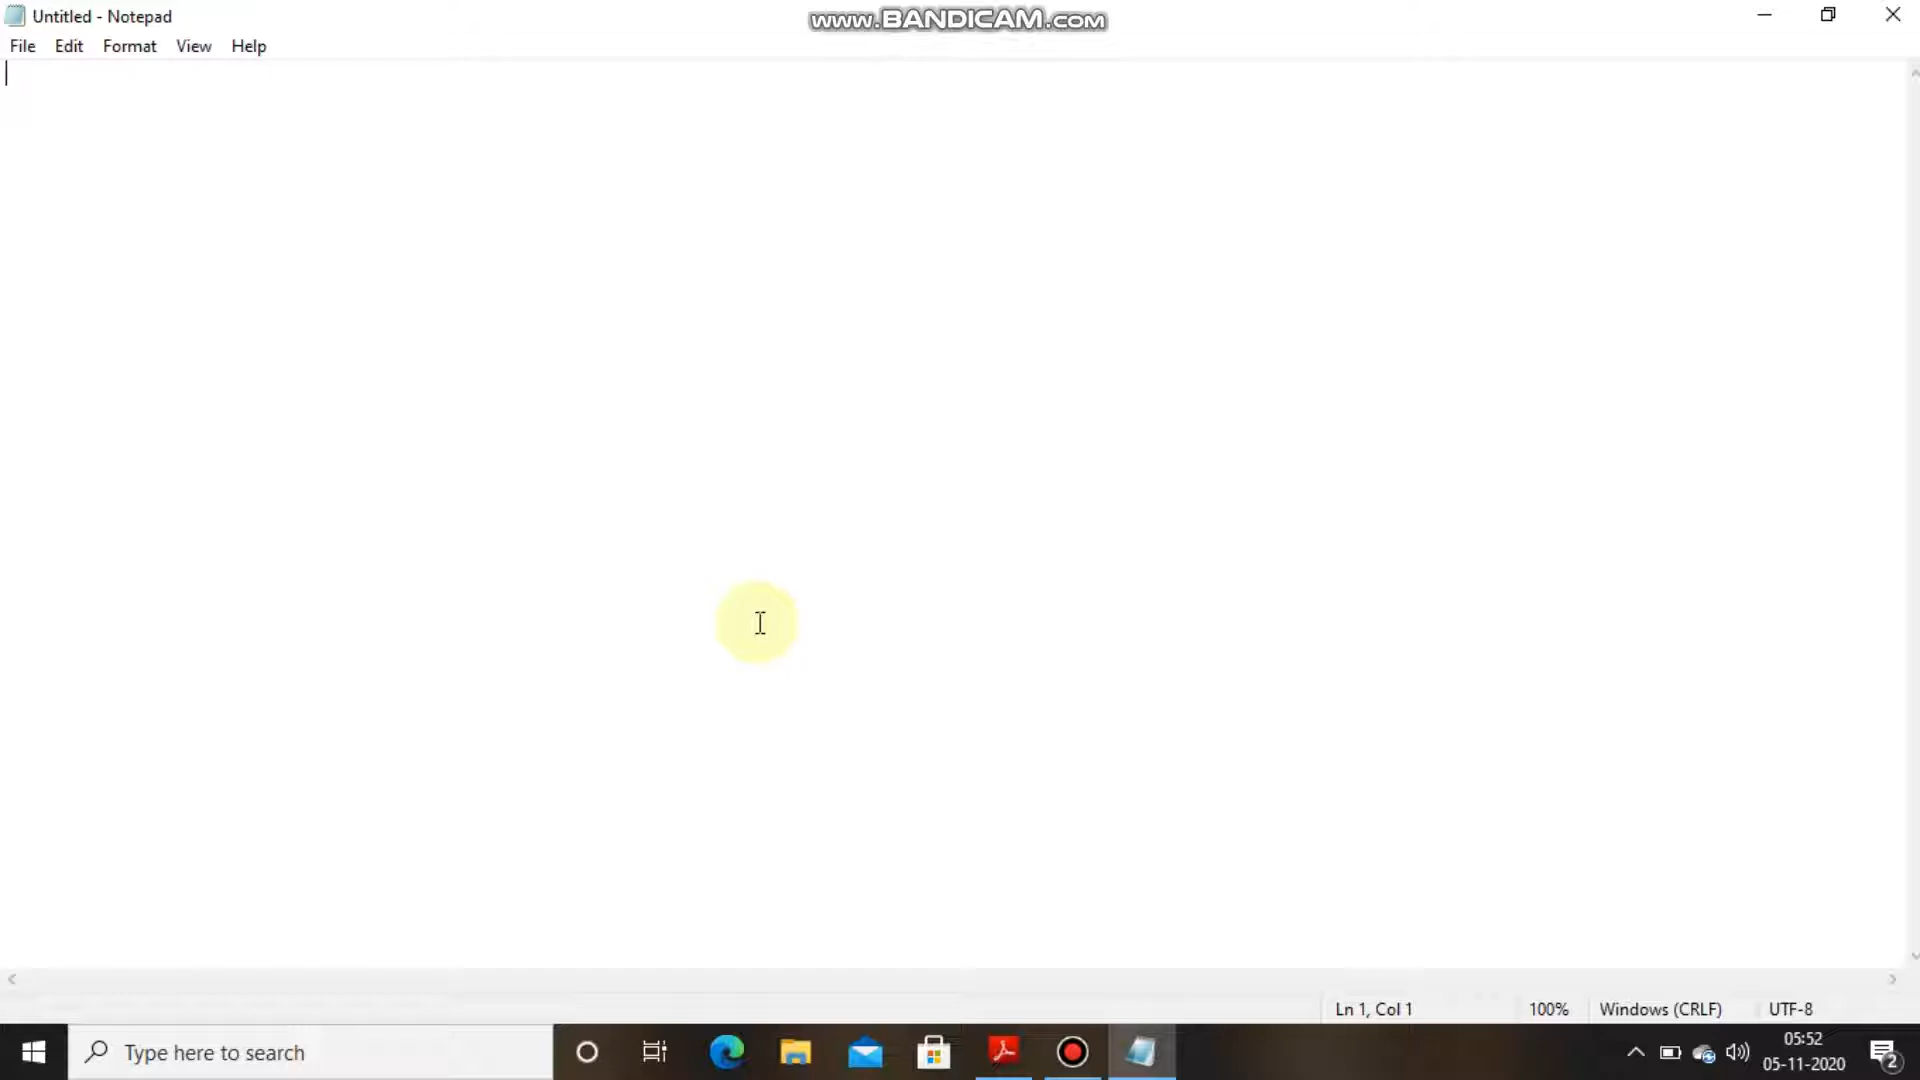 Untitled - Notepad
www.BANDICAM.com
File Edit Format View Help
Ln 1, Col 1
100%
Windows (CRLF)
UTF-8
Type here to search
05:52
05-11-2020
2